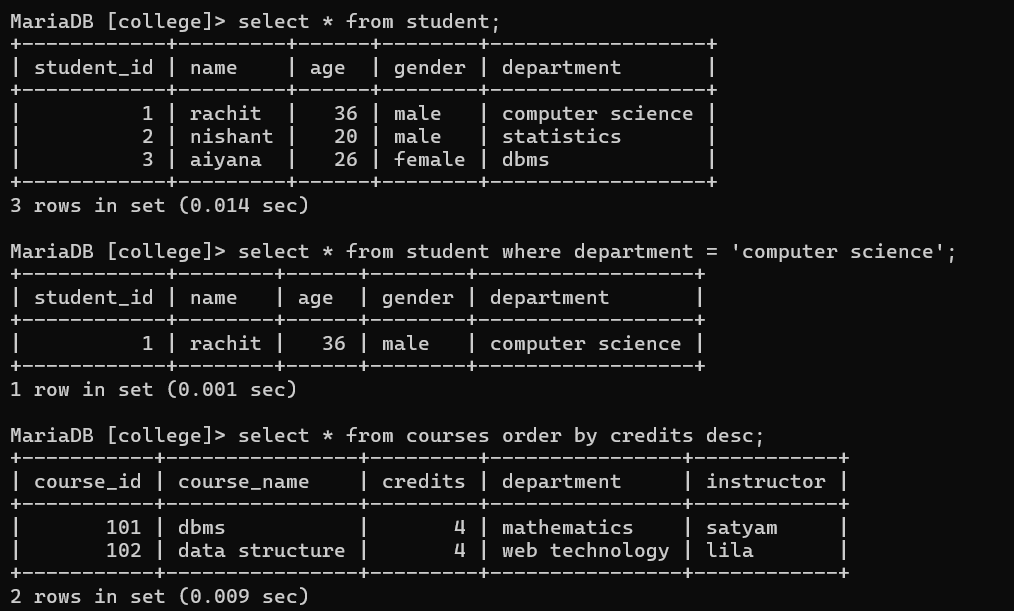 MariaDB [college]> select * from student;
+------------+---------+------+--------+------------------+
| student_id | name    | age  | gender | department       |
+------------+---------+------+--------+------------------+
|          1 | rachit  |   36 | male   | computer science |
|          2 | nishant |   20 | male   | statistics       |
|          3 | aiyana  |   26 | female | dbms             |
+------------+---------+------+--------+------------------+
3 rows in set (0.014 sec)

MariaDB [college]> select * from student where department = 'computer science';
+------------+--------+------+--------+------------------+
| student_id | name   | age  | gender | department       |
+------------+--------+------+--------+------------------+
|          1 | rachit |   36 | male   | computer science |
+------------+--------+------+--------+------------------+
1 row in set (0.001 sec)

MariaDB [college]> select * from courses order by credits desc;
+-----------+----------------+---------+----------------+------------+
| course_id | course_name    | credits | department     | instructor |
+-----------+----------------+---------+----------------+------------+
|       101 | dbms           |       4 | mathematics    | satyam     |
|       102 | data structure |       4 | web technology | lila       |
+-----------+----------------+---------+----------------+------------+
2 rows in set (0.009 sec)